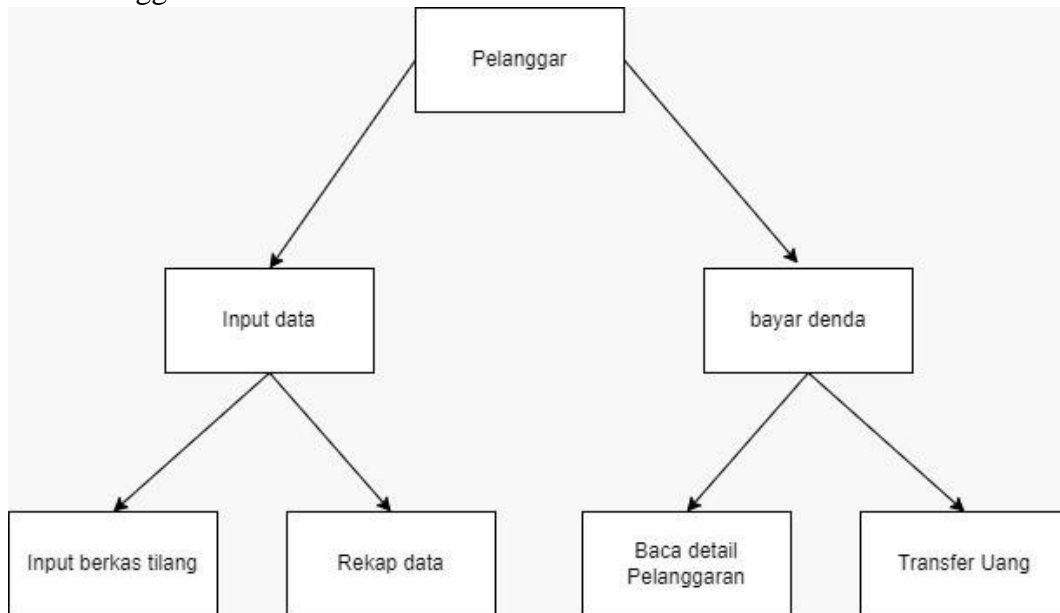 Pelanggar
Input data
bayar denda
Input berkas tilang
Rekap data
Baca detail
Pelanggaran
Transfer Uang